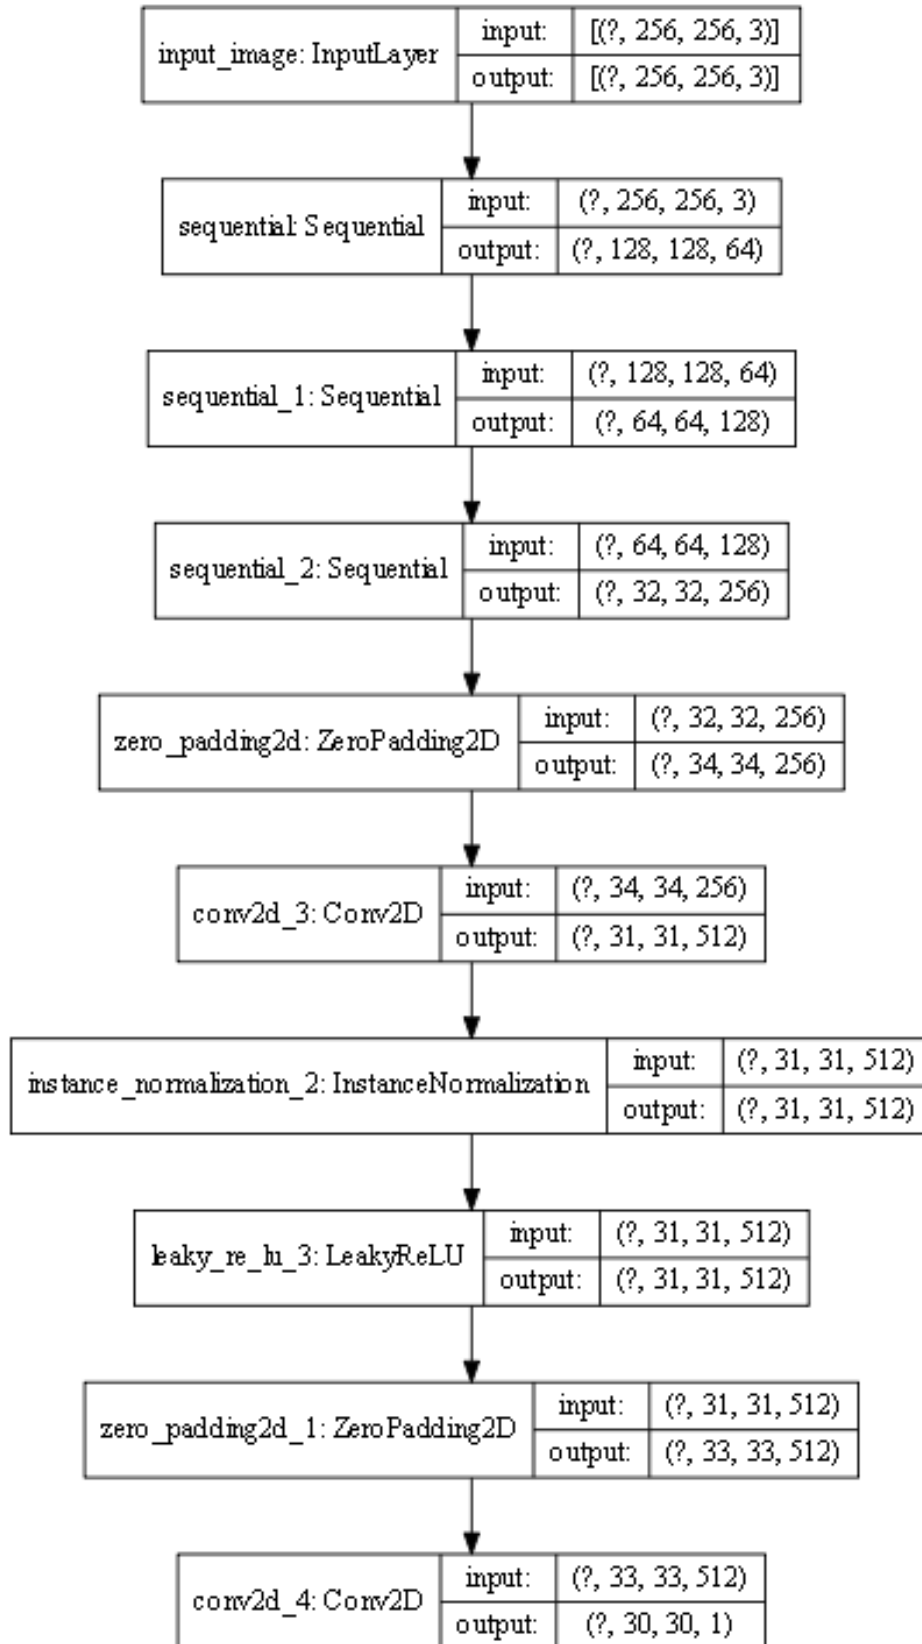 input_image: InputLayer
input: [(?, 256, 256, 3)]
output: [(?, 256, 256, 3)]
sequential: Sequential
input: (?, 256, 256, 3)
output: (?, 128, 128, 64)
sequential_1: Sequential
input: (?, 128, 128, 64)
output: (?, 64, 64, 128)
sequential_2: Sequential
input: (?, 64, 64, 128)
output: (?, 32, 32, 256)
zero_padding2d: ZeroPadding2D
input: (?, 32, 32, 256)
output: (?, 34, 34, 256)
conv2d_3: Conv2D
input: (?, 34, 34, 256)
output: (?, 31, 31, 512)
instance_normalization_2: InstanceNormalization
input: (?, 31, 31, 512)
output: (?, 31, 31, 512)
leaky_re_lu_3: LeakyReLU
input: (?, 31, 31, 512)
output: (?, 31, 31, 512)
zero_padding2d_1: ZeroPadding2D
input: (?, 31, 31, 512)
output: (?, 33, 33, 512)
conv2d_4: Conv2D
input: (?, 33, 33, 512)
output: (?, 30, 30, 1)